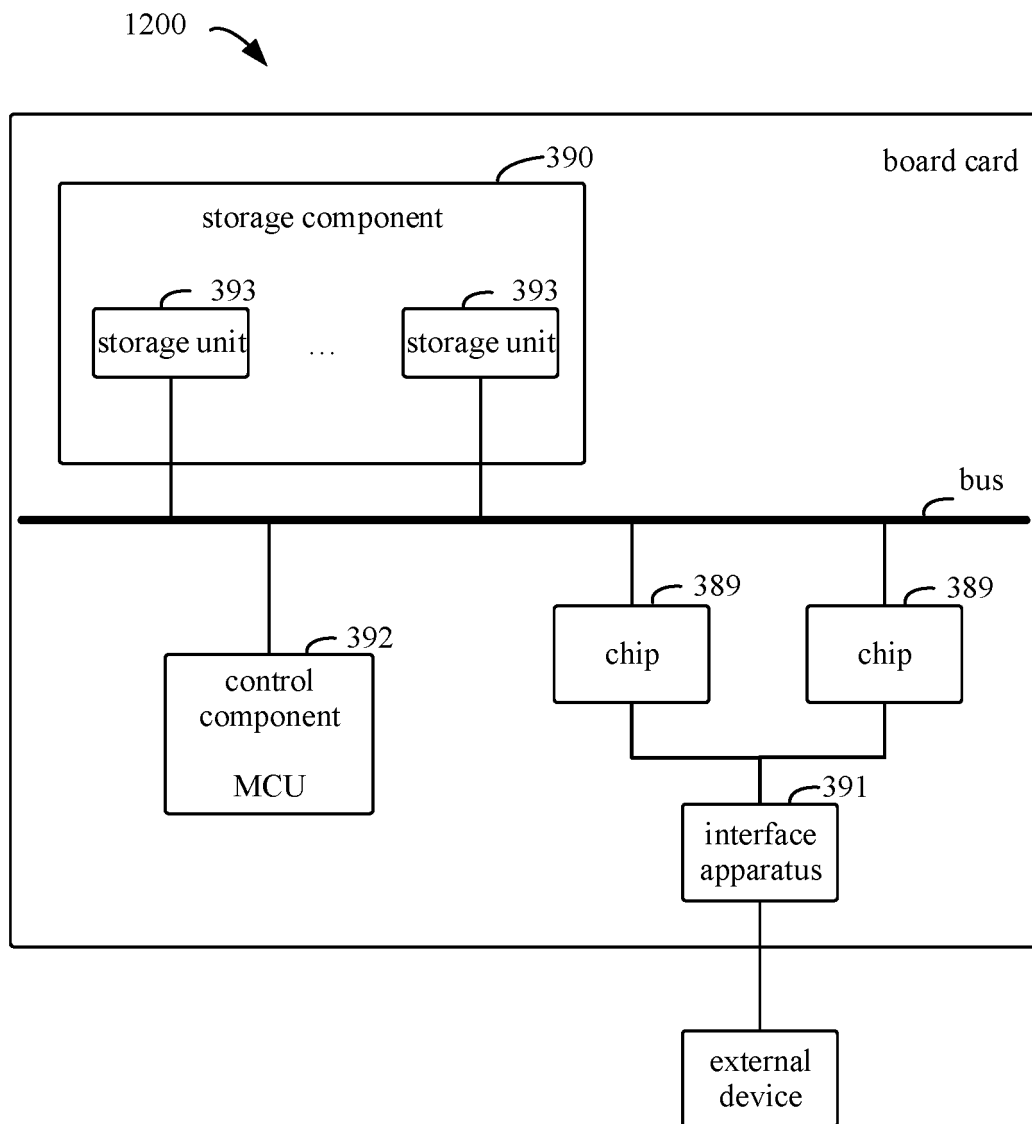 1200
board card
390
storage component
393
393
storage unit
...
storage unit
bus
389
389
392
chip
chip
control
component
MCU
391
interface
apparatus
external
device